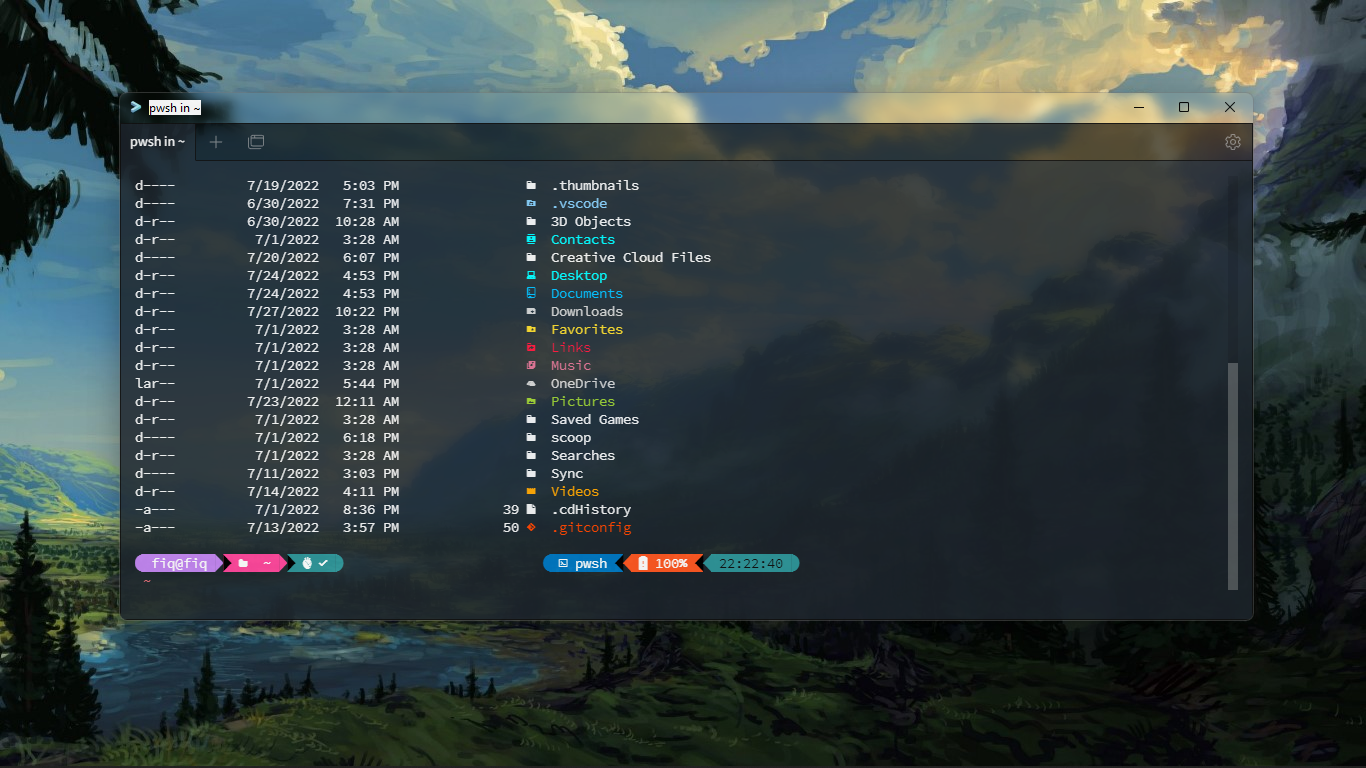 pwsh in ~
pwsh in ~
d---- 7/19/2022 5:03 PM .thumbnails
d---- 6/30/2022 7:31 PM .vscode
d-r-- 6/30/2022 10:28 AM 3D Objects
d-r-- 7/1/2022 3:28 AM Contacts
d---- 7/20/2022 6:07 PM Creative Cloud Files
d-r-- 7/24/2022 4:53 PM Desktop
d-r-- 7/24/2022 4:53 PM Documents
d-r-- 7/27/2022 10:22 PM Downloads
d-r-- 7/1/2022 3:28 AM Favorites
d-r-- 7/1/2022 3:28 AM Links
d-r-- 7/1/2022 3:28 AM Music
lar-- 7/1/2022 5:44 PM OneDrive
d-r-- 7/23/2022 12:11 AM Pictures
d-r-- 7/1/2022 3:28 AM Saved Games
d---- 7/1/2022 6:18 PM scoop
d-r-- 7/1/2022 3:28 AM Searches
d---- 7/11/2022 3:03 PM Sync
d-r-- 7/14/2022 4:11 PM Videos
-a--- 7/1/2022 8:36 PM 39 .cdHistory
-a--- 7/13/2022 3:57 PM 50 .gitconfig
fiq@fiq ~ pwsh 100% 22:22:40
~